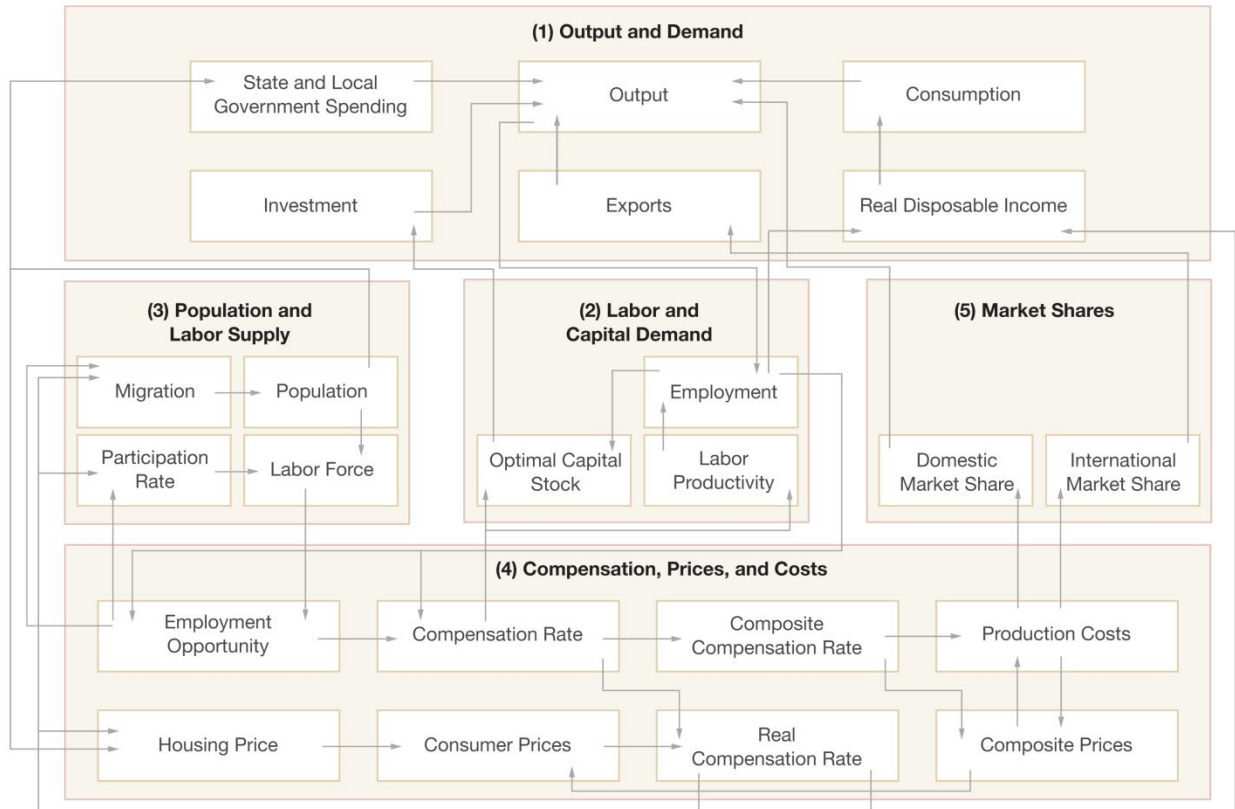 (1) Output and Demand
State and Local
Government Spending
Output
Consumption
Investment
Exports
Real Disposable Income
(3) Population and
Labor Supply
Migration
Population
Participation
Rate
Labor Force
(2) Labor and
Capital Demand
Employment
Optimal Capital
Stock
Labor
Productivity
(5) Market Shares
Domestic
Market Share
International
Market Share
(4) Compensation, Prices, and Costs
Employment
Opportunity
Compensation Rate
Composite
Compensation Rate
Production Costs
Housing Price
Consumer Prices
Real
Compensation Rate
Composite Prices